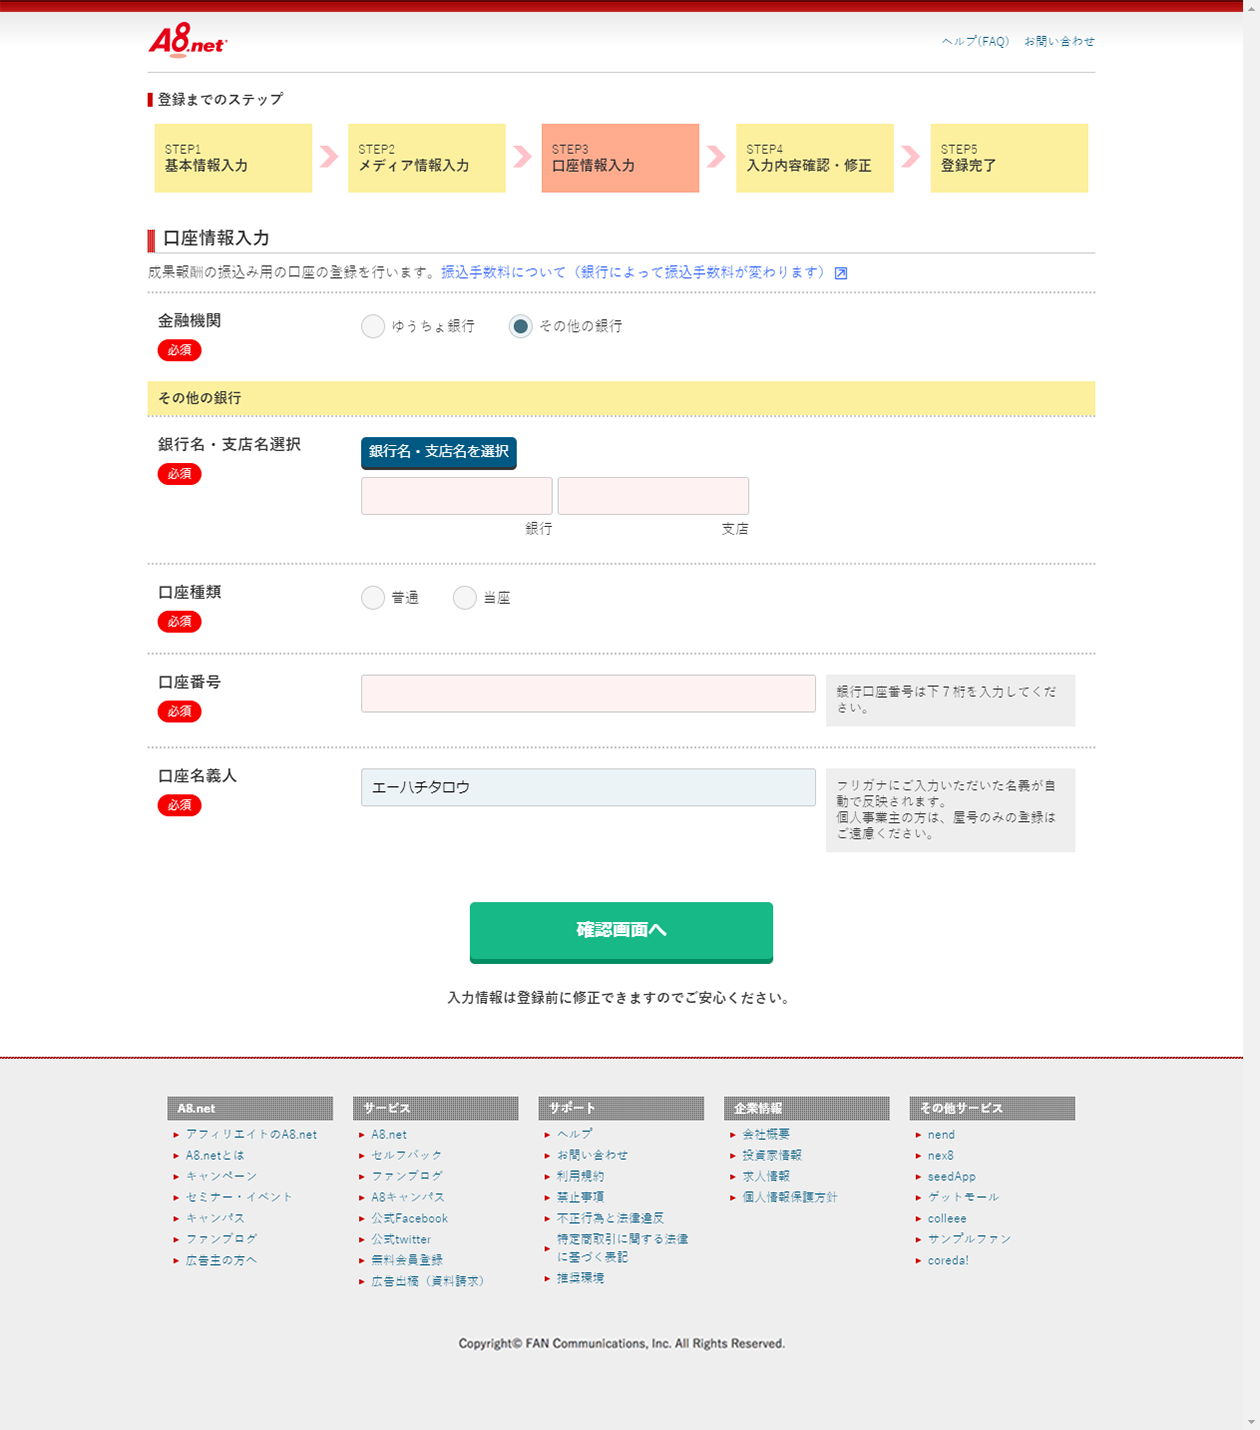 A8.net
ヘルプ(FAQ) お問い合わせ
登録までのステップ
STEP1
基本情報入力
STEP2
メディア情報入力
STEP3
口座情報入力
STEP4
入力内容確認・修正
STEP5
登録完了
口座情報入力
成果報酬の振込み用の口座の登録を行います。振込手数料について（銀行によって振込手数料が変わります）
金融機関
必須
ゆうちょ銀行 その他の銀行
その他の銀行
銀行名・支店名選択
必須
銀行名・支店名を選択
銀行 支店
口座種類
必須
普通 当座
口座番号
必須
銀行口座番号は下７桁を入力してくだ
さい。
口座名義人
必須
エーハチタロウ
フリガナにご入力いただいた名義が自
動で反映されます。
個人事業主の方は、屋号のみの登録は
ご遠慮ください。
確認画面へ
入力情報は登録前に修正できますのでご安心ください。
A8.net
アフィリエイトのA8.net
A8.netとは
キャンペーン
セミナー・イベント
キャンパス
ファンブログ
広告主の方へ
サービス
A8.net
セルフバック
ファンブログ
A8キャンパス
公式Facebook
公式twitter
無料会員登録
広告出稿（資料請求）
サポート
ヘルプ
お問い合わせ
利用規約
禁止事項
不正行為と法律違反
特定商取引に関する法律
に基づく表記
推奨環境
企業情報
会社概要
投資家情報
求人情報
個人情報保護方針
その他サービス
nend
nex8
seedApp
ゲットモール
colleee
サンプルファン
coreda!
Copyright© FAN Communications, Inc. All Rights Reserved.